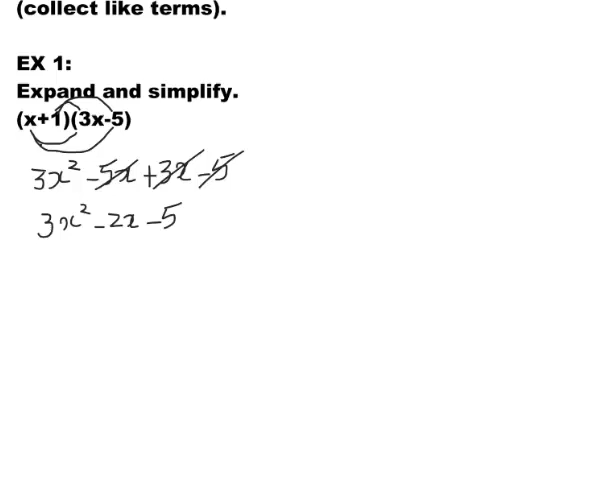 (collect like terms).
EX 1:
Expand and simplify.
(x+1)(3x-5)
3x² -5x +3x -5
3x² -2x -5